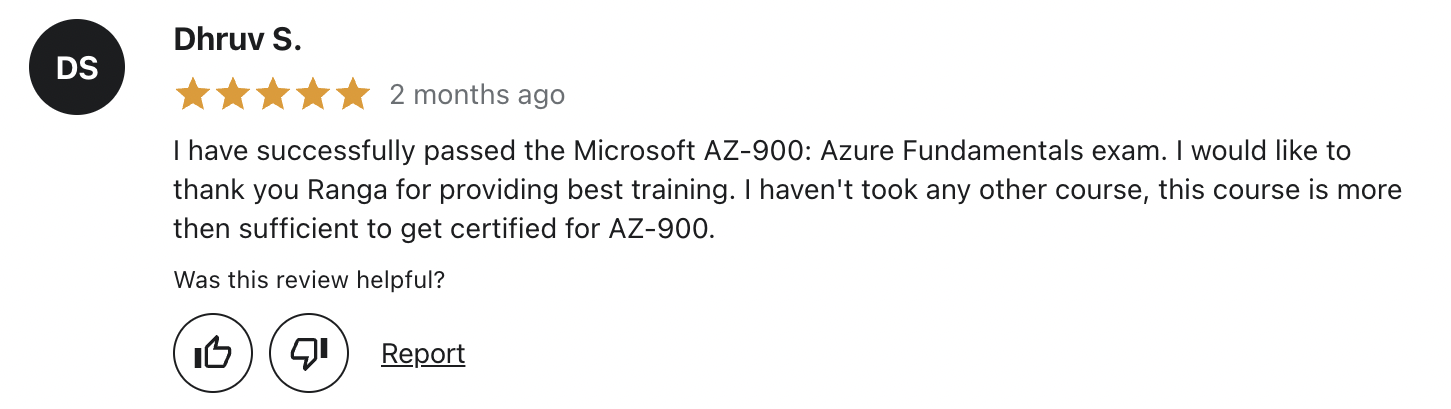 DS
Dhruv S.
2 months ago
I have successfully passed the Microsoft AZ-900: Azure Fundamentals exam. I would like to
thank you Ranga for providing best training. I haven't took any other course, this course is more
then sufficient to get certified for AZ-900.
Was this review helpful?
Report